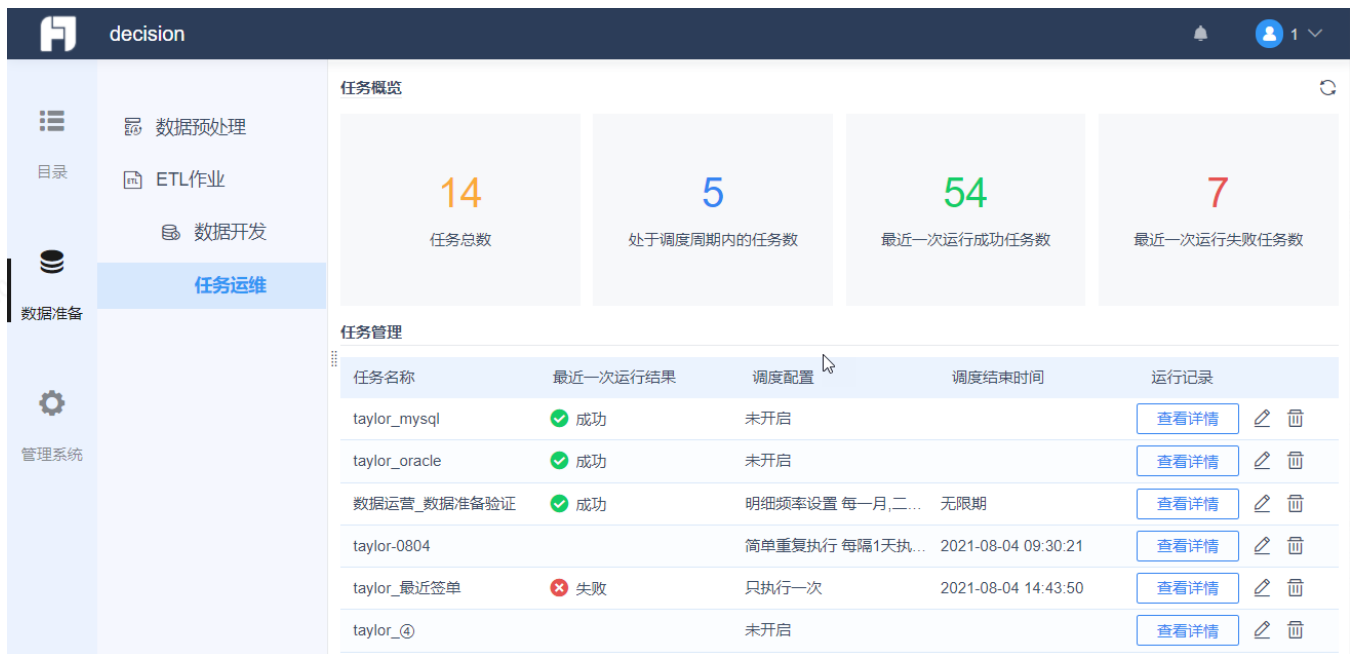 decision
1
目录
数据准备
管理系统
数据预处理
ETL作业
数据开发
任务运维
任务概览
14
任务总数
5
处于调度周期内的任务数
54
最近一次运行成功任务数
7
最近一次运行失败任务数
任务管理
任务名称 最近一次运行结果 调度配置 调度结束时间 运行记录
taylor_mysql 成功 未开启 查看详情
taylor_oracle 成功 未开启 查看详情
数据运营_数据准备验证 成功 明细频率设置 每一月,二... 无限期 查看详情
taylor-0804 简单重复执行 每隔1天执... 2021-08-04 09:30:21 查看详情
taylor_最近签单 失败 只执行一次 2021-08-04 14:43:50 查看详情
taylor_④ 未开启 查看详情